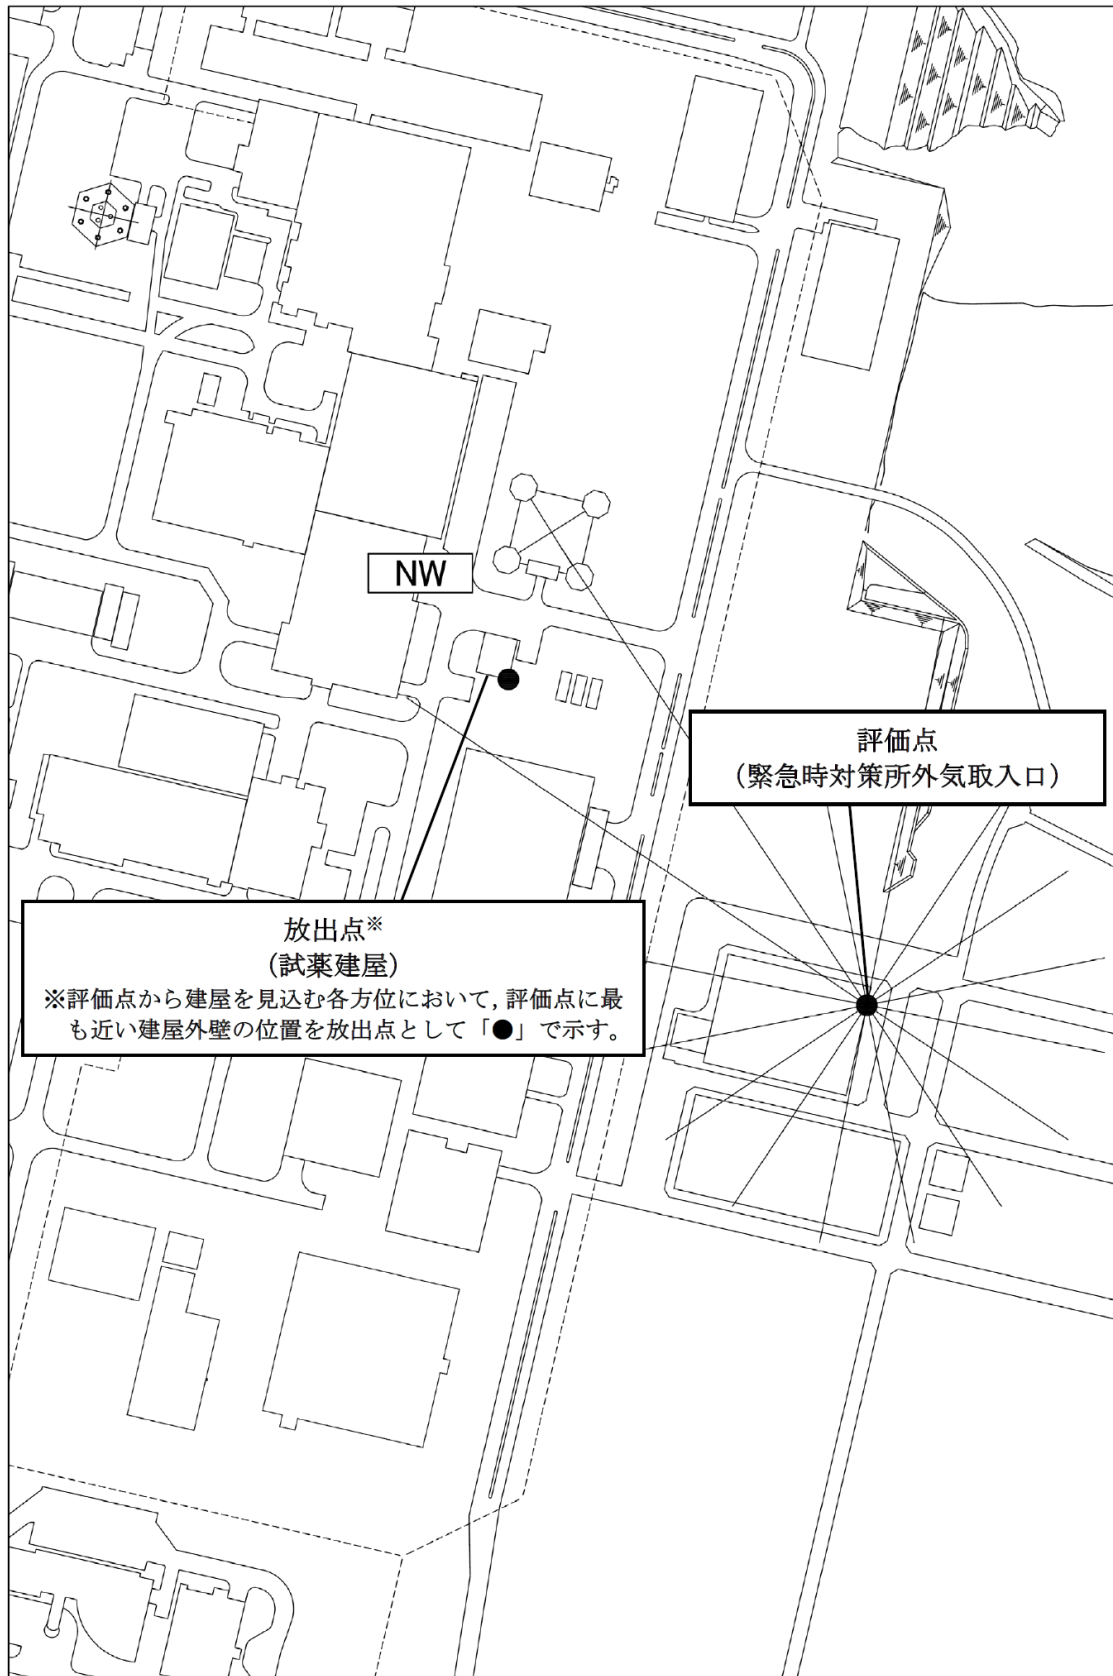 NW
評価点
(緊急時対策所外気取入口)
放出点※
(試薬建屋)
※評価点から建屋を見込む各方位において,評価点に最
も近い建屋外壁の位置を放出点として「●」で示す。